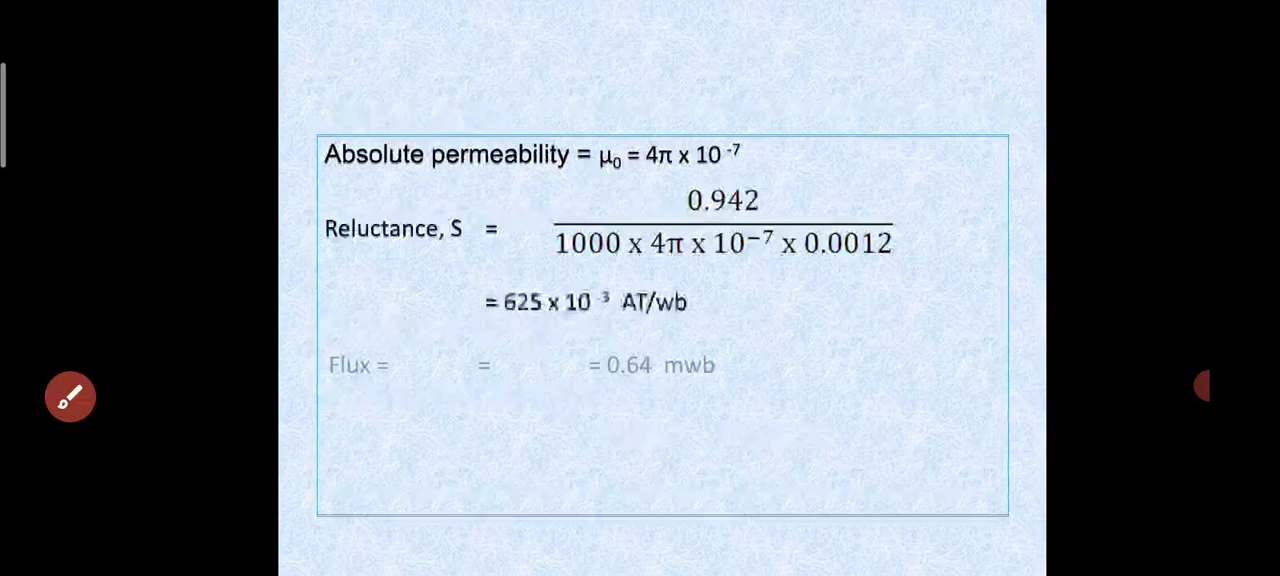 Absolute permeability = μ₀ = 4π x 10 ⁻⁷
0.942
Reluctance, S =
1000 x 4π x 10⁻⁷ x 0.0012
= 625 x 10 ⁻³ AT/wb
Flux = = = 0.64 mwb